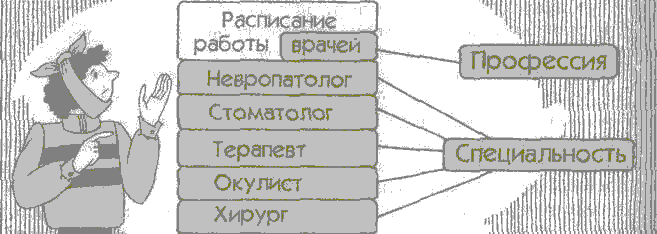 Расписание
работы врачей
Профессия
Невропатолог
Стоматолог
Терапевт
Специальность
Окулист
Хирург